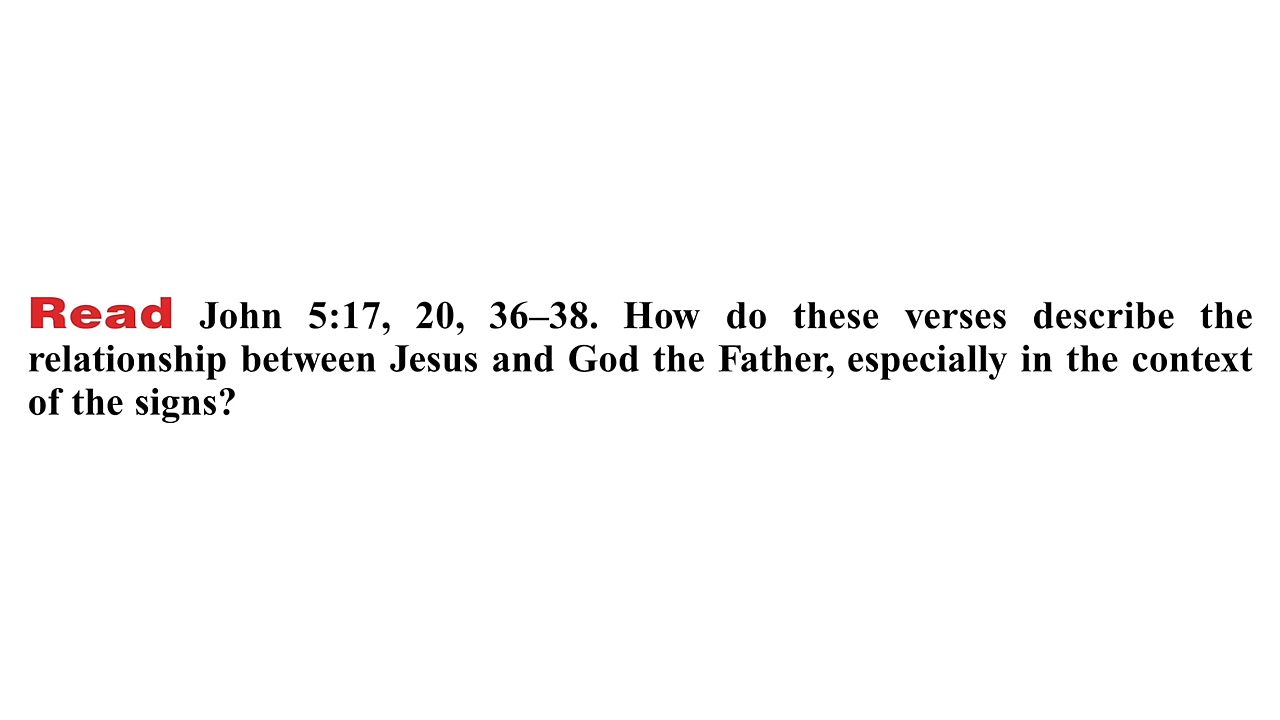 Read John 5:17, 20, 36–38. How do these verses describe the
relationship between Jesus and God the Father, especially in the context
of the signs?